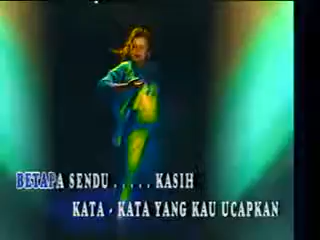 BETAPA SENDU ..... KASIH
KATA - KATA YANG KAU UCAPKAN